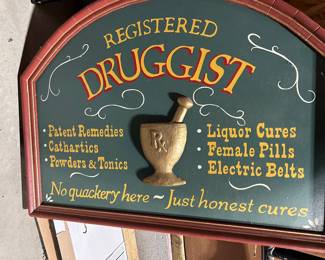 REGISTERED
DRUGGIST
• Patent Remedies
• Cathartics
• Powders & Tonics
Rx
• Liquor Cures
• Female Pills
• Electric Belts
No quackery here ~ Just honest cures